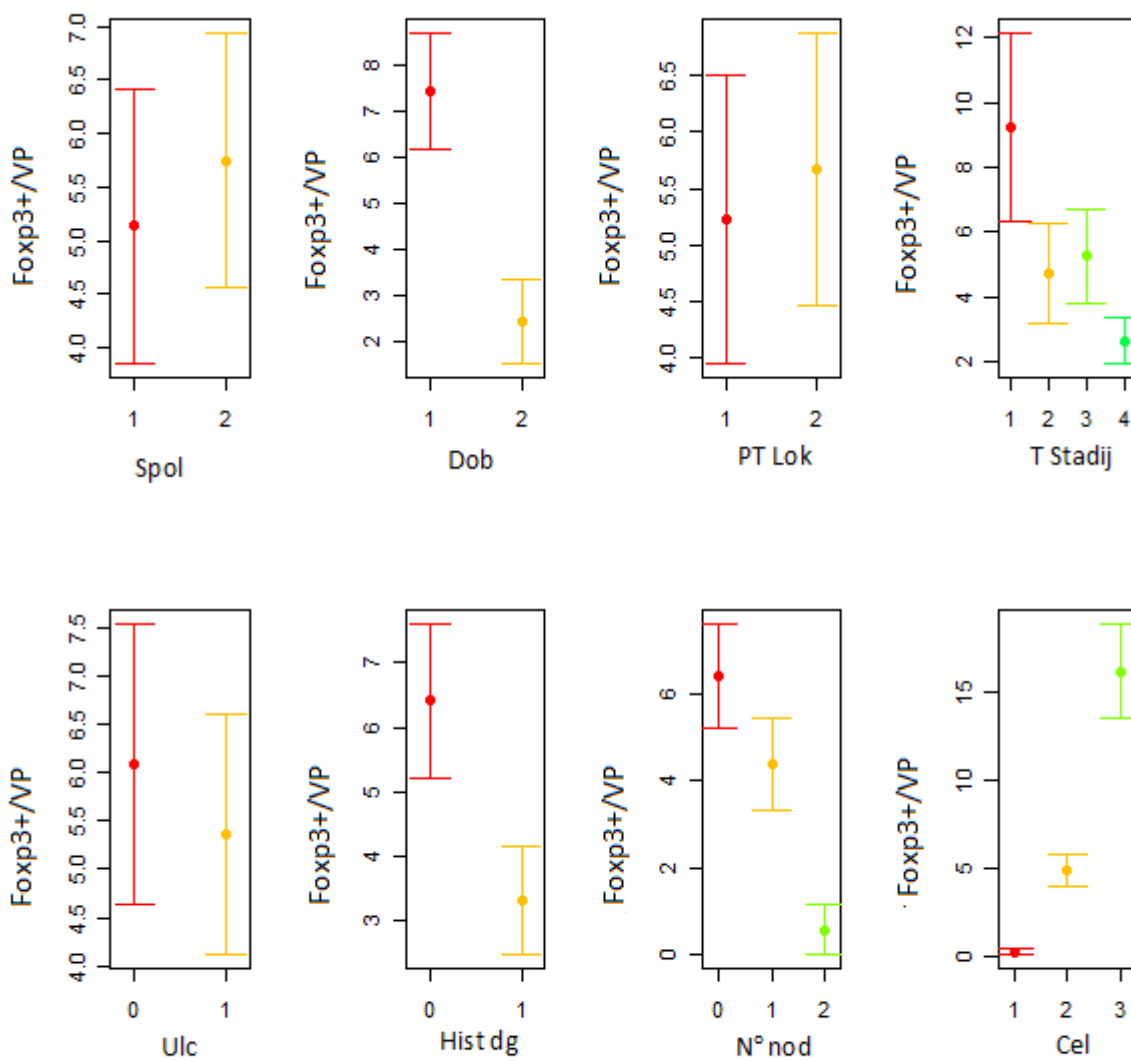 Foxp3+/VP
7.0
6.5
6.0
5.5
5.0
4.5
4.0
1 2
Spol
Foxp3+/VP
8
7
6
5
4
3
2
1 2
Dob
Foxp3+/VP
6.5
6.0
5.5
5.0
4.5
4.0
1 2
PT Lok
Foxp3+/VP
12
10
8
6
4
2
1 2 3 4
T Stadij
Foxp3+/VP
7.5
7.0
6.5
6.0
5.5
5.0
4.5
4.0
0 1
Ulc
Foxp3+/VP
7
6
5
4
3
0 1
Hist dg
Foxp3+/VP
6
4
2
0
0 1 2
N° nod
Foxp3+/VP
15
10
5
0
1 2 3
Cel